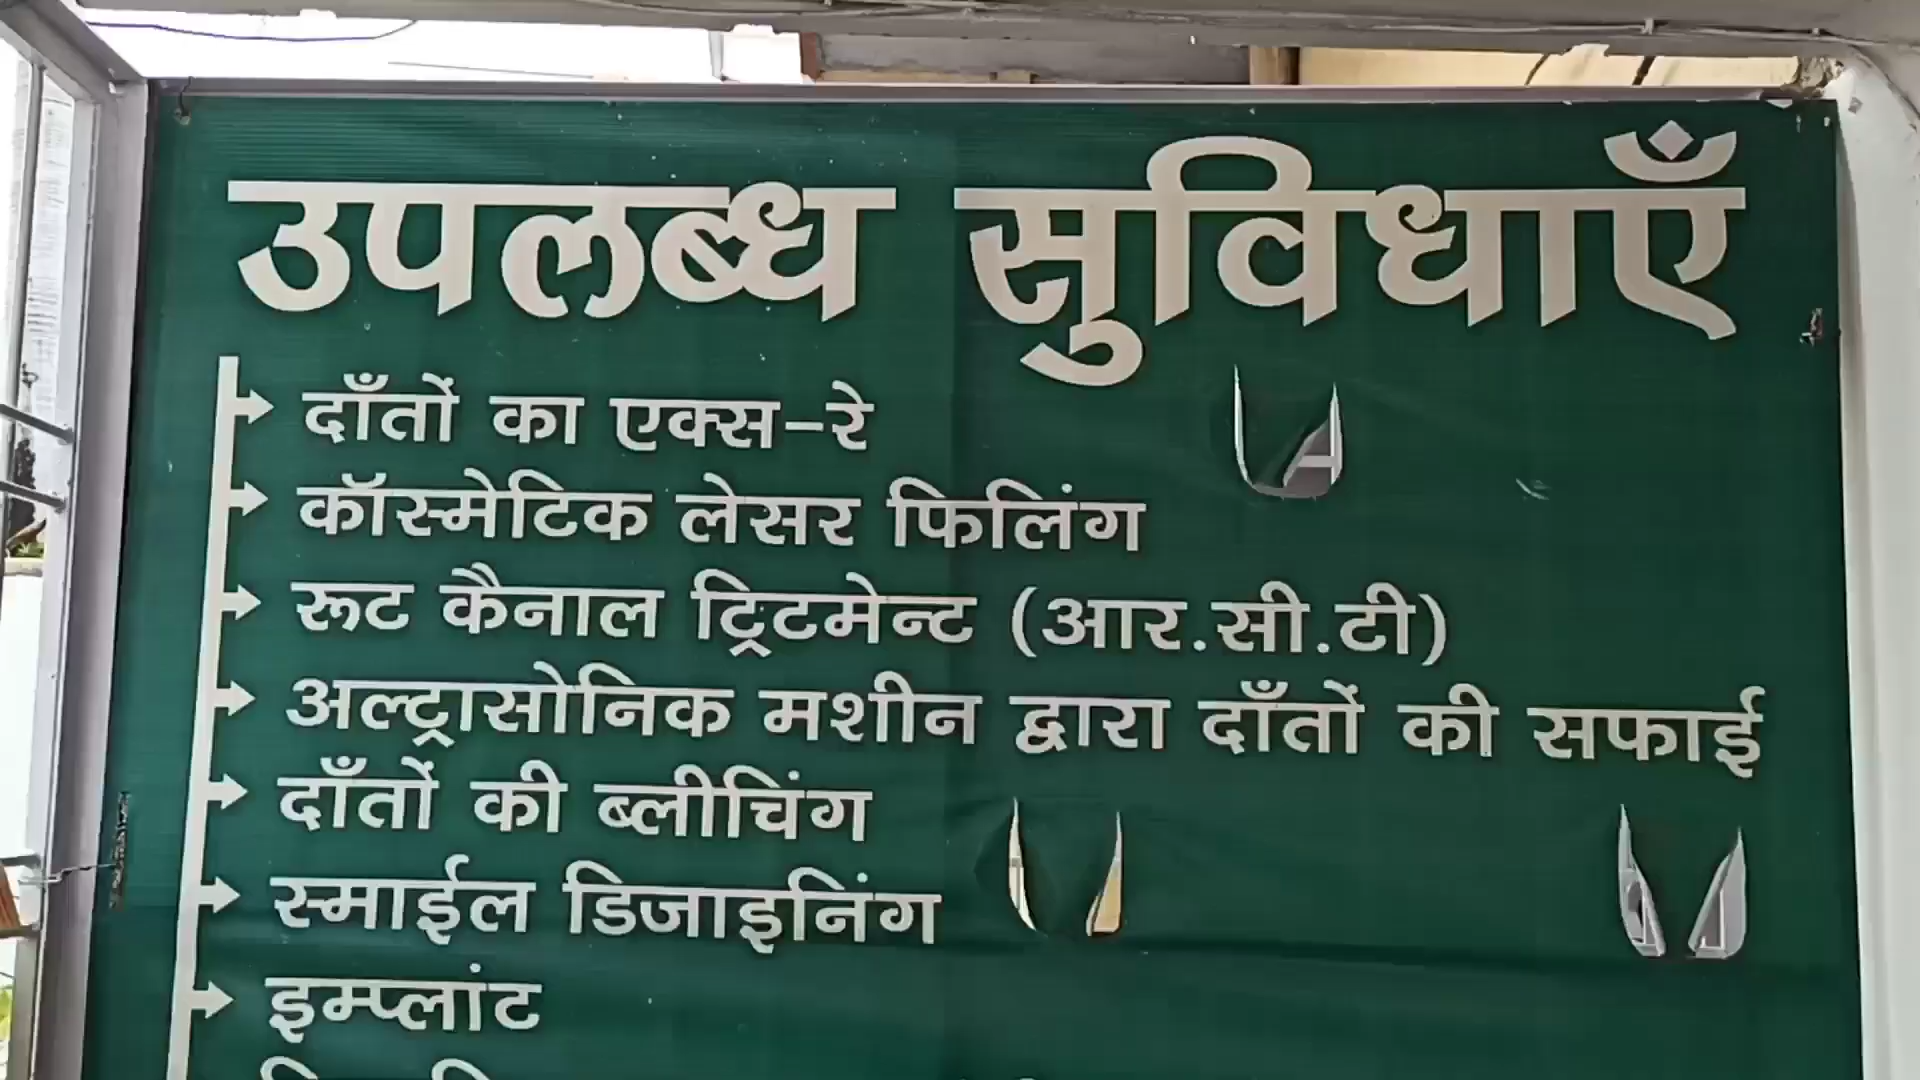 उपलब्ध सुविधाएँ
दाँतों का एक्स-रे
कॉस्मेटिक लेसर फिलिंग
रूट कैनाल ट्रिटमेन्ट (आर.सी.टी)
अल्ट्रासोनिक मशीन द्वारा दाँतों की सफाई
दाँतों की ब्लीचिंग
स्माईल डिजाइनिंग
इम्प्लांट